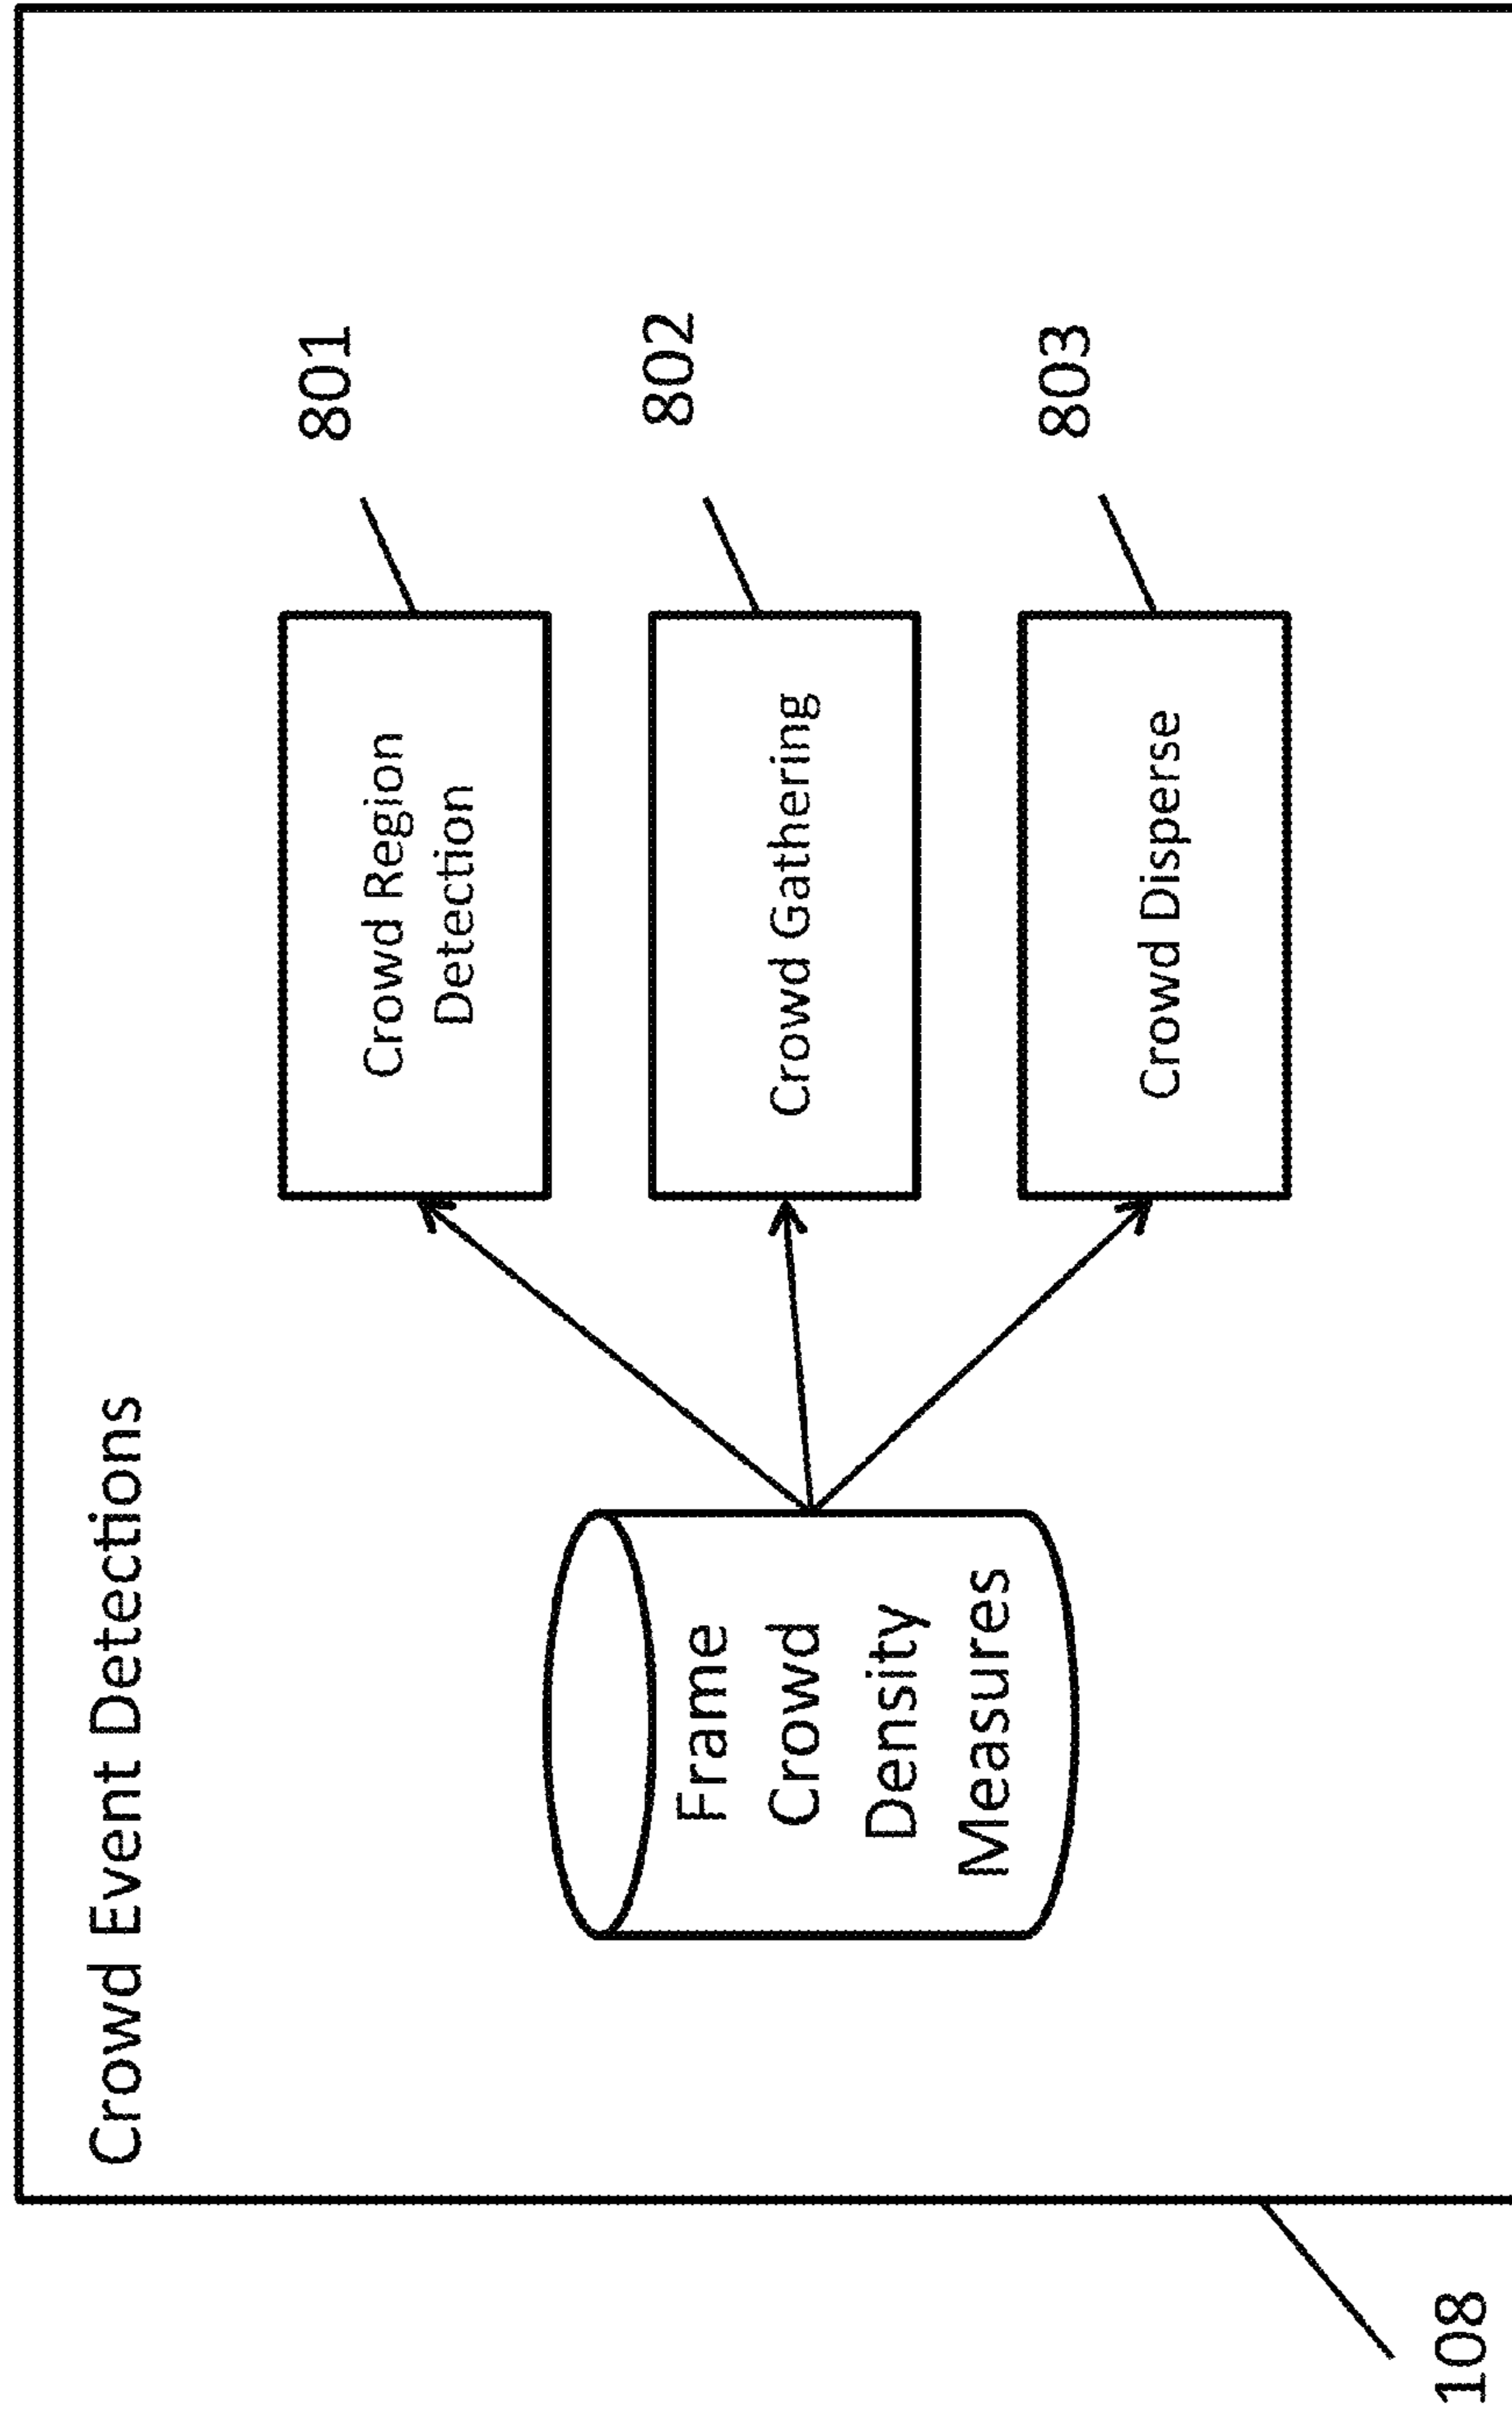 Crowd Event Detections
Frame
Crowd
Density
Measures
Crowd Region
Detection
801
Crowd Gathering
802
Crowd Disperse
803
108